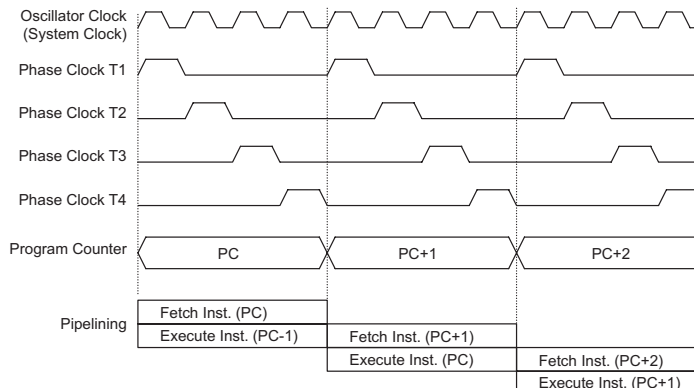 Oscillator Clock
(System Clock)
Phase Clock T1
Phase Clock T2
Phase Clock T3
Phase Clock T4
Program Counter
PC
PC+1
PC+2
Pipelining
Fetch Inst. (PC)
Execute Inst. (PC-1)
Fetch Inst. (PC+1)
Execute Inst. (PC)
Fetch Inst. (PC+2)
Execute Inst. (PC+1)